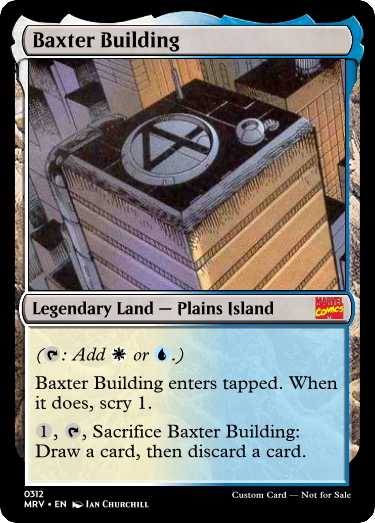 Baxter Building
4
Legendary Land — Plains Island
MARVEL
COMICS
(: Add or .)
Baxter Building enters tapped. When
it does, scry 1.
1, , Sacrifice Baxter Building:
Draw a card, then discard a card.
0312
MRV • EN Ian Churchill
Custom Card — Not for Sale